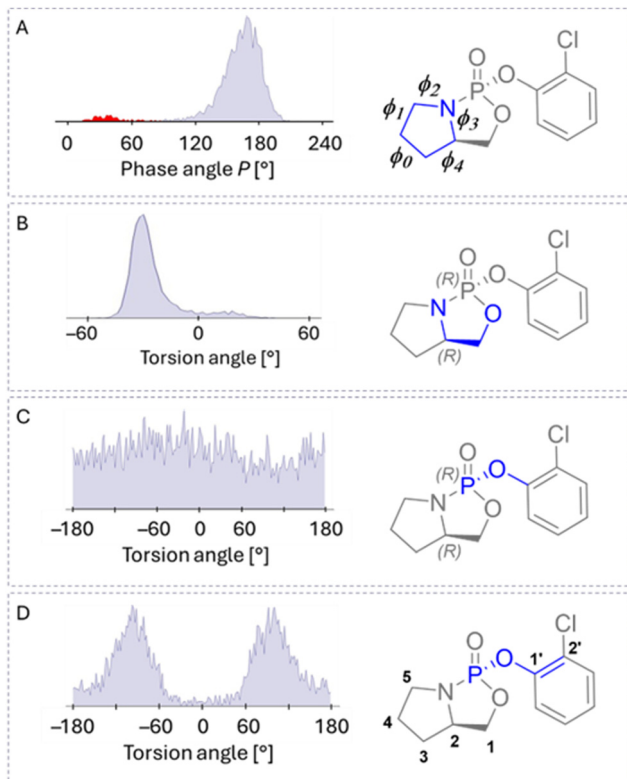 A
0 60 120 180 240
Phase angle P [°]
ϕ2
ϕ1
ϕ3
ϕ0
ϕ4
N
P
O
O
O
Cl
B
–60 0 60
Torsion angle [°]
(R)
(R)
N
P
O
O
O
Cl
C
–180 –60 0 60 180
Torsion angle [°]
(R)
(R)
N
P
O
O
O
Cl
D
–180 –60 0 60 180
Torsion angle [°]
5
4
3
2
1
1'
2'
N
P
O
O
O
Cl